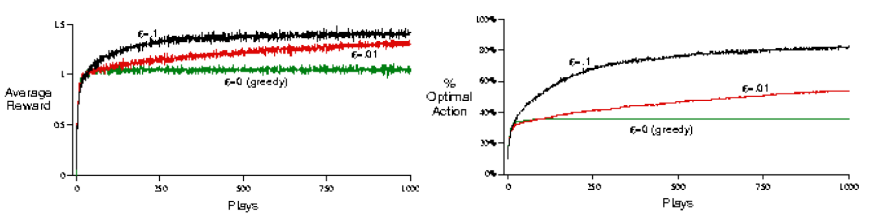 1.5
1
0.5
0
Average
Reward
ε=.1
ε=.01
ε=0 (greedy)
0
250
500
750
1000
Plays
100%
80%
60%
40%
20%
0%
%
Optimal
Action
ε=.1
ε=.01
ε=0 (greedy)
0
250
500
750
1000
Plays